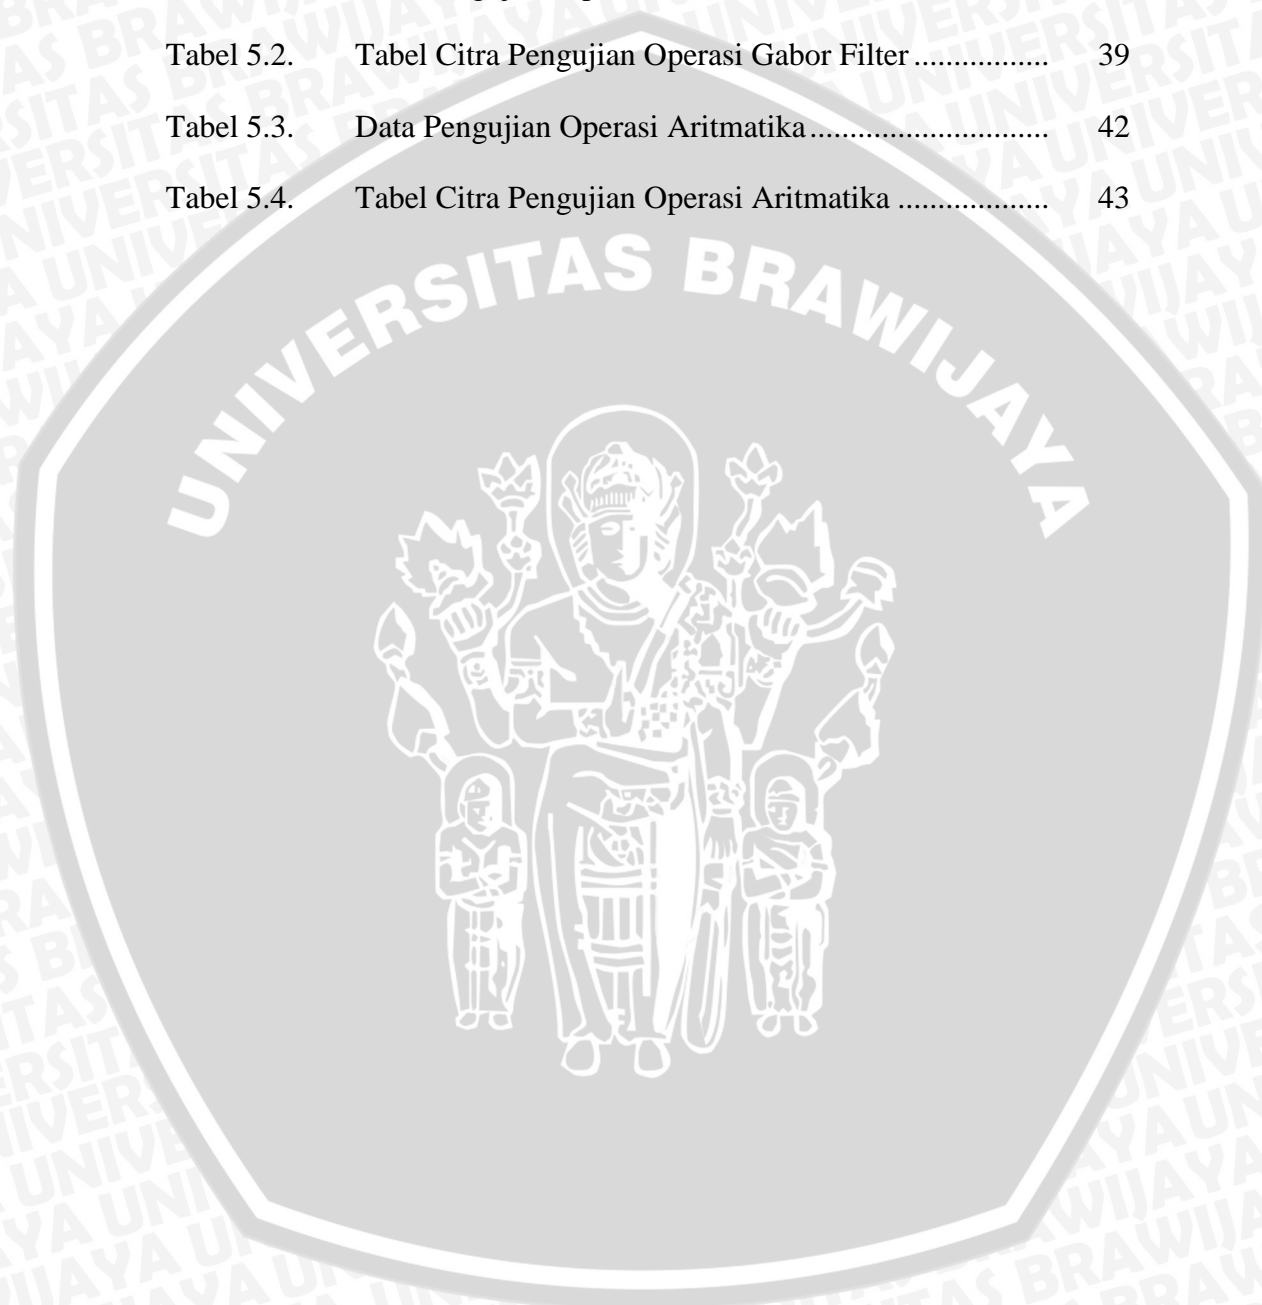 Tabel 5.2. Tabel Citra Pengujian Operasi Gabor Filter ................. 39
Tabel 5.3. Data Pengujian Operasi Aritmatika .............................. 42
Tabel 5.4. Tabel Citra Pengujian Operasi Aritmatika ................... 43
UNIVERSITAS BRAWIJAYA